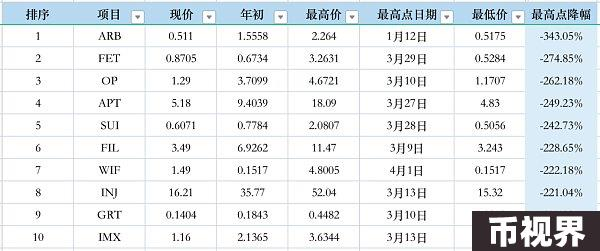 排序 项目 现价 年初 最高价 最高点日期 最低价 最高点降幅
1 ARB 0.511 1.5558 2.264 1月12日 0.5175 -343.05%
2 FET 0.8705 0.6734 3.2631 3月29日 0.5284 -274.85%
3 OP 1.29 3.7099 4.6721 3月10日 1.1707 -262.18%
4 APT 5.18 9.4039 18.09 3月27日 4.83 -249.23%
5 SUI 0.6071 0.7784 2.0807 3月28日 0.5056 -242.73%
6 FIL 3.49 6.9262 11.47 3月9日 3.243 -228.65%
7 WIF 1.49 0.1517 4.8005 4月1日 0.1517 -222.18%
8 INJ 16.21 35.77 52.04 3月13日 15.32 -221.04%
9 GRT 0.1404 0.1843 0.4482 3月10日
10 IMX 1.16 2.1365 3.6344 3月13日
币视界